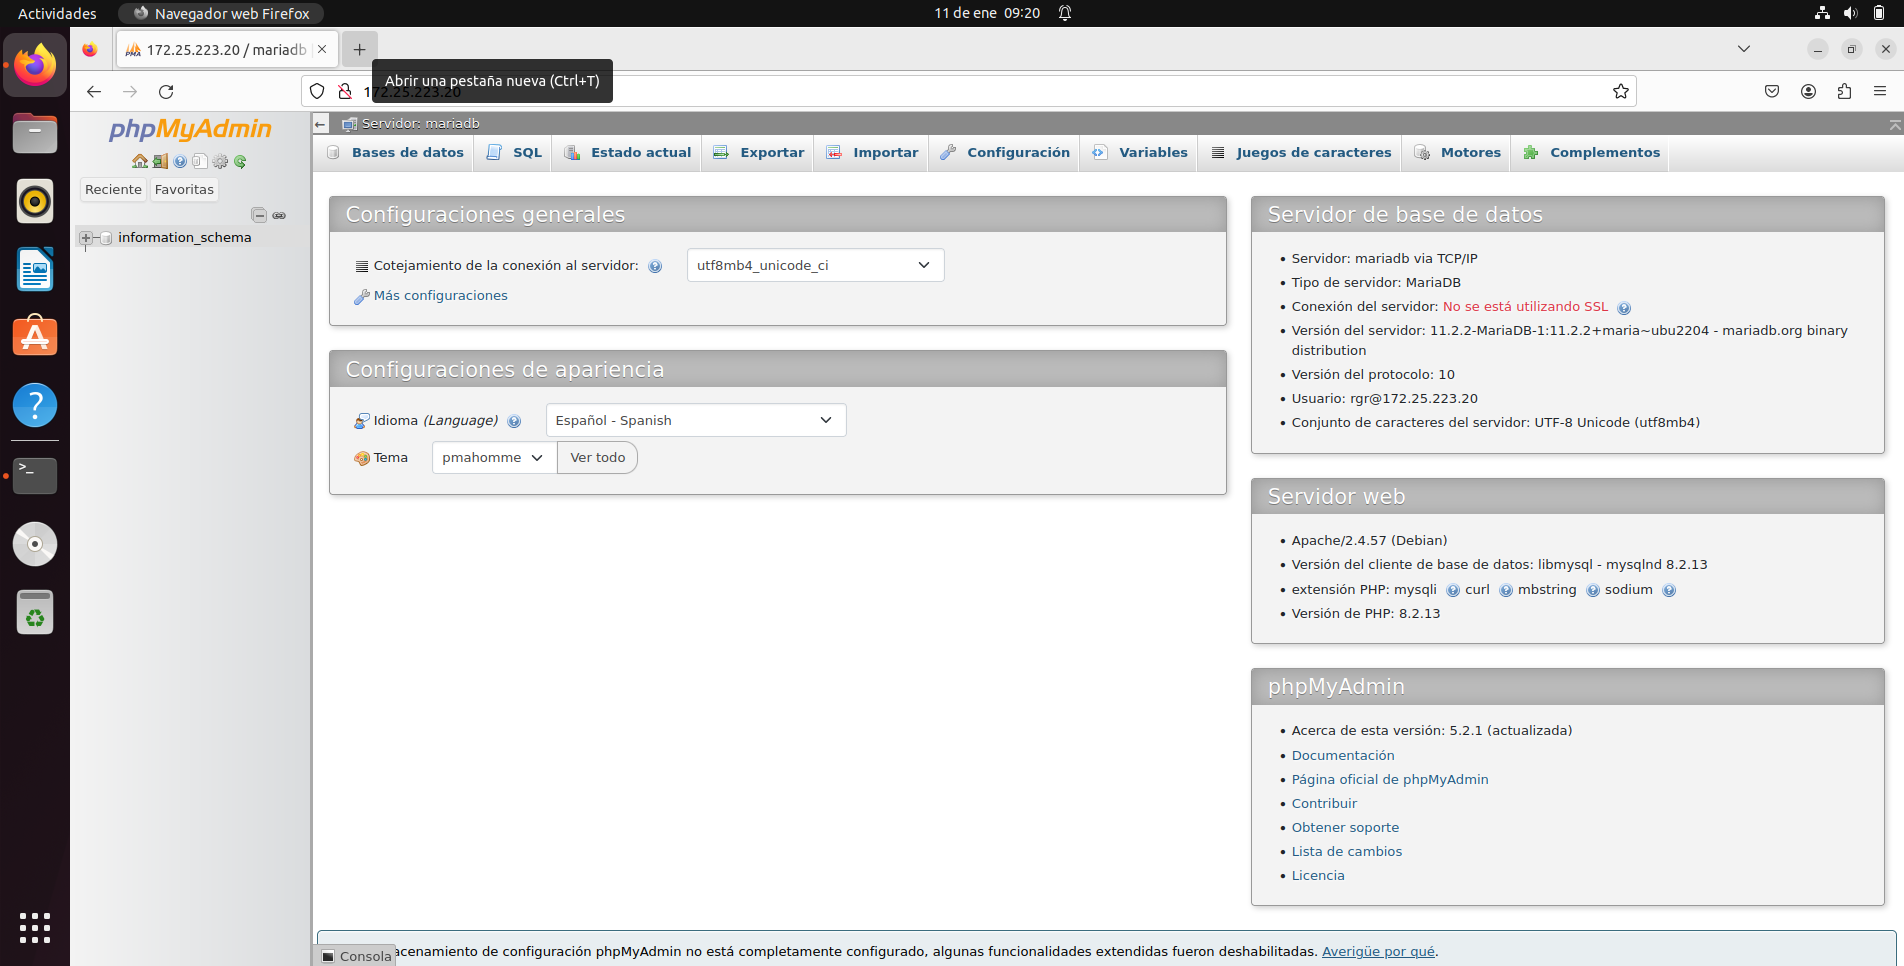 Actividades
Navegador web Firefox
11 de ene 09:20
172.25.223.20 / mariadb
Abrir una pestaña nueva (Ctrl+T)
172.25.223.20
phpMyAdmin
Reciente
Favoritas
information_schema
Servidor: mariadb
Bases de datos
SQL
Estado actual
Exportar
Importar
Configuración
Variables
Juegos de caracteres
Motores
Complementos
Configuraciones generales
Cotejamiento de la conexión al servidor:
utf8mb4_unicode_ci
Más configuraciones
Configuraciones de apariencia
Idioma (Language)
Español - Spanish
Tema
pmahomme
Ver todo
Servidor de base de datos
• Servidor: mariadb via TCP/IP
• Tipo de servidor: MariaDB
• Conexión del servidor: No se está utilizando SSL
• Versión del servidor: 11.2.2-MariaDB-1:11.2.2+maria~ubu2204 - mariadb.org binary
distribution
• Versión del protocolo: 10
• Usuario: rgr@172.25.223.20
• Conjunto de caracteres del servidor: UTF-8 Unicode (utf8mb4)
Servidor web
• Apache/2.4.57 (Debian)
• Versión del cliente de base de datos: libmysql - mysqlnd 8.2.13
• extensión PHP: mysqli curl mbstring sodium
• Versión de PHP: 8.2.13
phpMyAdmin
• Acerca de esta versión: 5.2.1 (actualizada)
• Documentación
• Página oficial de phpMyAdmin
• Contribuir
• Obtener soporte
• Lista de cambios
• Licencia
Consola
acenamiento de configuración phpMyAdmin no está completamente configurado, algunas funcionalidades extendidas fueron deshabilitadas. Averigüe por qué.